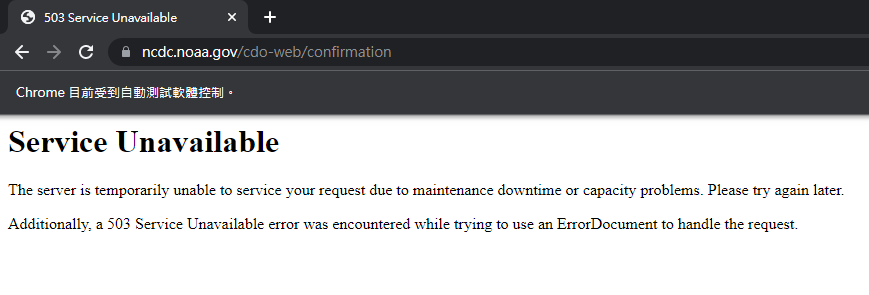 503 Service Unavailable
ncdc.noaa.gov/cdo-web/confirmation
Chrome 目前受到自動測試軟體控制。
Service Unavailable
The server is temporarily unable to service your request due to maintenance downtime or capacity problems. Please try again later.
Additionally, a 503 Service Unavailable error was encountered while trying to use an ErrorDocument to handle the request.